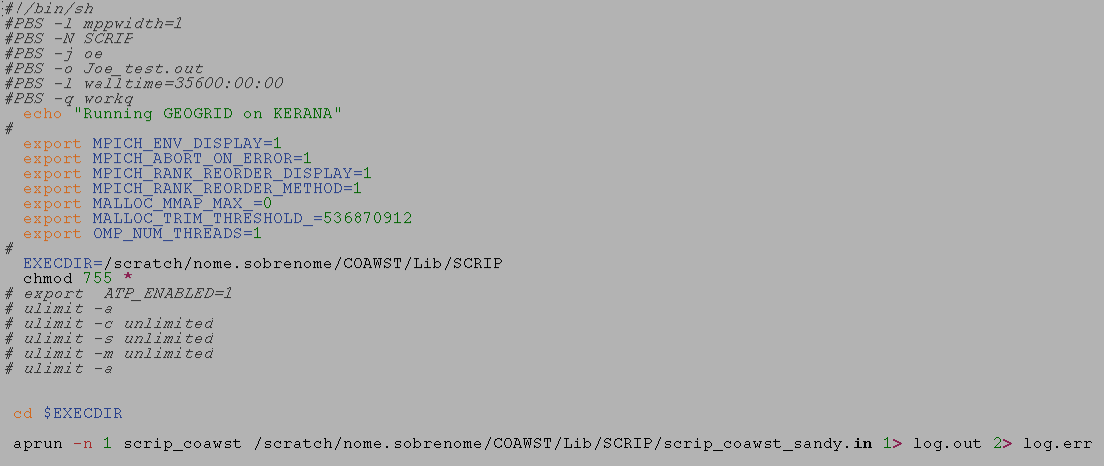 #!/bin/sh
#PBS -l mppwidth=1
#PBS -N SCRIP
#PBS -j oe
#PBS -o Joe_test.out
#PBS -l walltime=35600:00:00
#PBS -q workq
  echo "Running GEOGRID on KERANA"
#
  export MPICH_ENV_DISPLAY=1
  export MPICH_ABORT_ON_ERROR=1
  export MPICH_RANK_REORDER_DISPLAY=1
  export MPICH_RANK_REORDER_METHOD=1
  export MALLOC_MMAP_MAX_=0
  export MALLOC_TRIM_THRESHOLD_=536870912
  export OMP_NUM_THREADS=1
#
  EXECDIR=/scratch/nome.sobrenome/COAWST/Lib/SCRIP
  chmod 755 *
# export  ATP_ENABLED=1
# ulimit -a
# ulimit -c unlimited
# ulimit -s unlimited
# ulimit -m unlimited
# ulimit -a
 cd $EXECDIR
 aprun -n 1 scrip_coawst /scratch/nome.sobrenome/COAWST/Lib/SCRIP/scrip_coawst_sandy.in 1> log.out 2> log.err